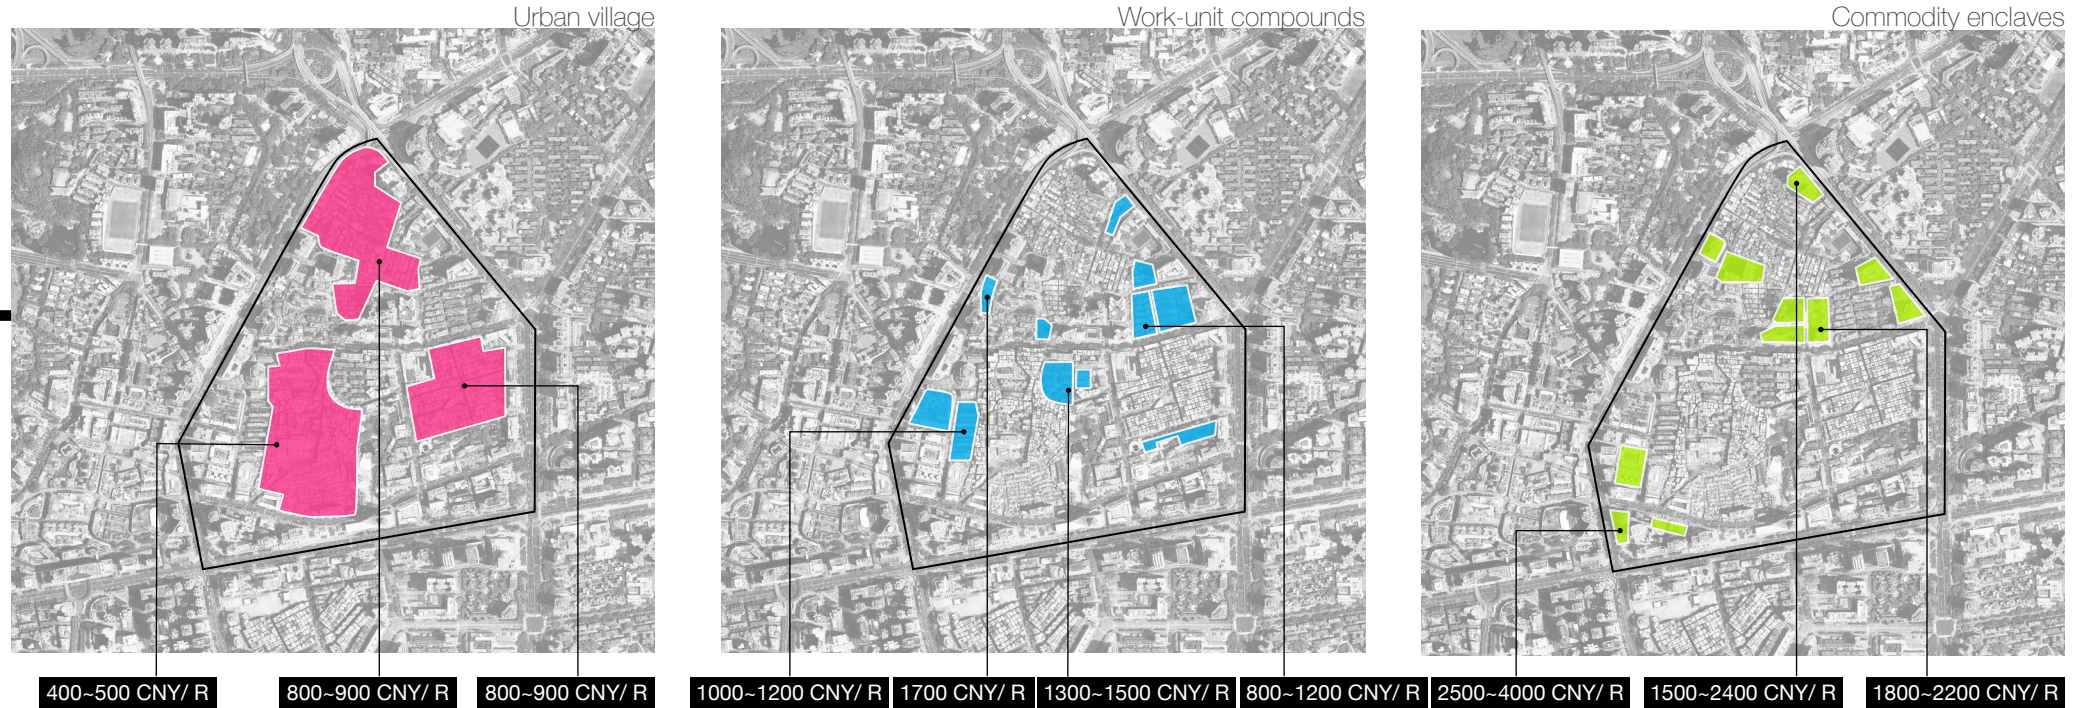 Urban village
Work-unit compounds
Commodity enclaves
400~500 CNY/ R
800~900 CNY/ R
800~900 CNY/ R
1000~1200 CNY/ R
1700 CNY/ R
1300~1500 CNY/ R
800~1200 CNY/ R
2500~4000 CNY/ R
1500~2400 CNY/ R
1800~2200 CNY/ R